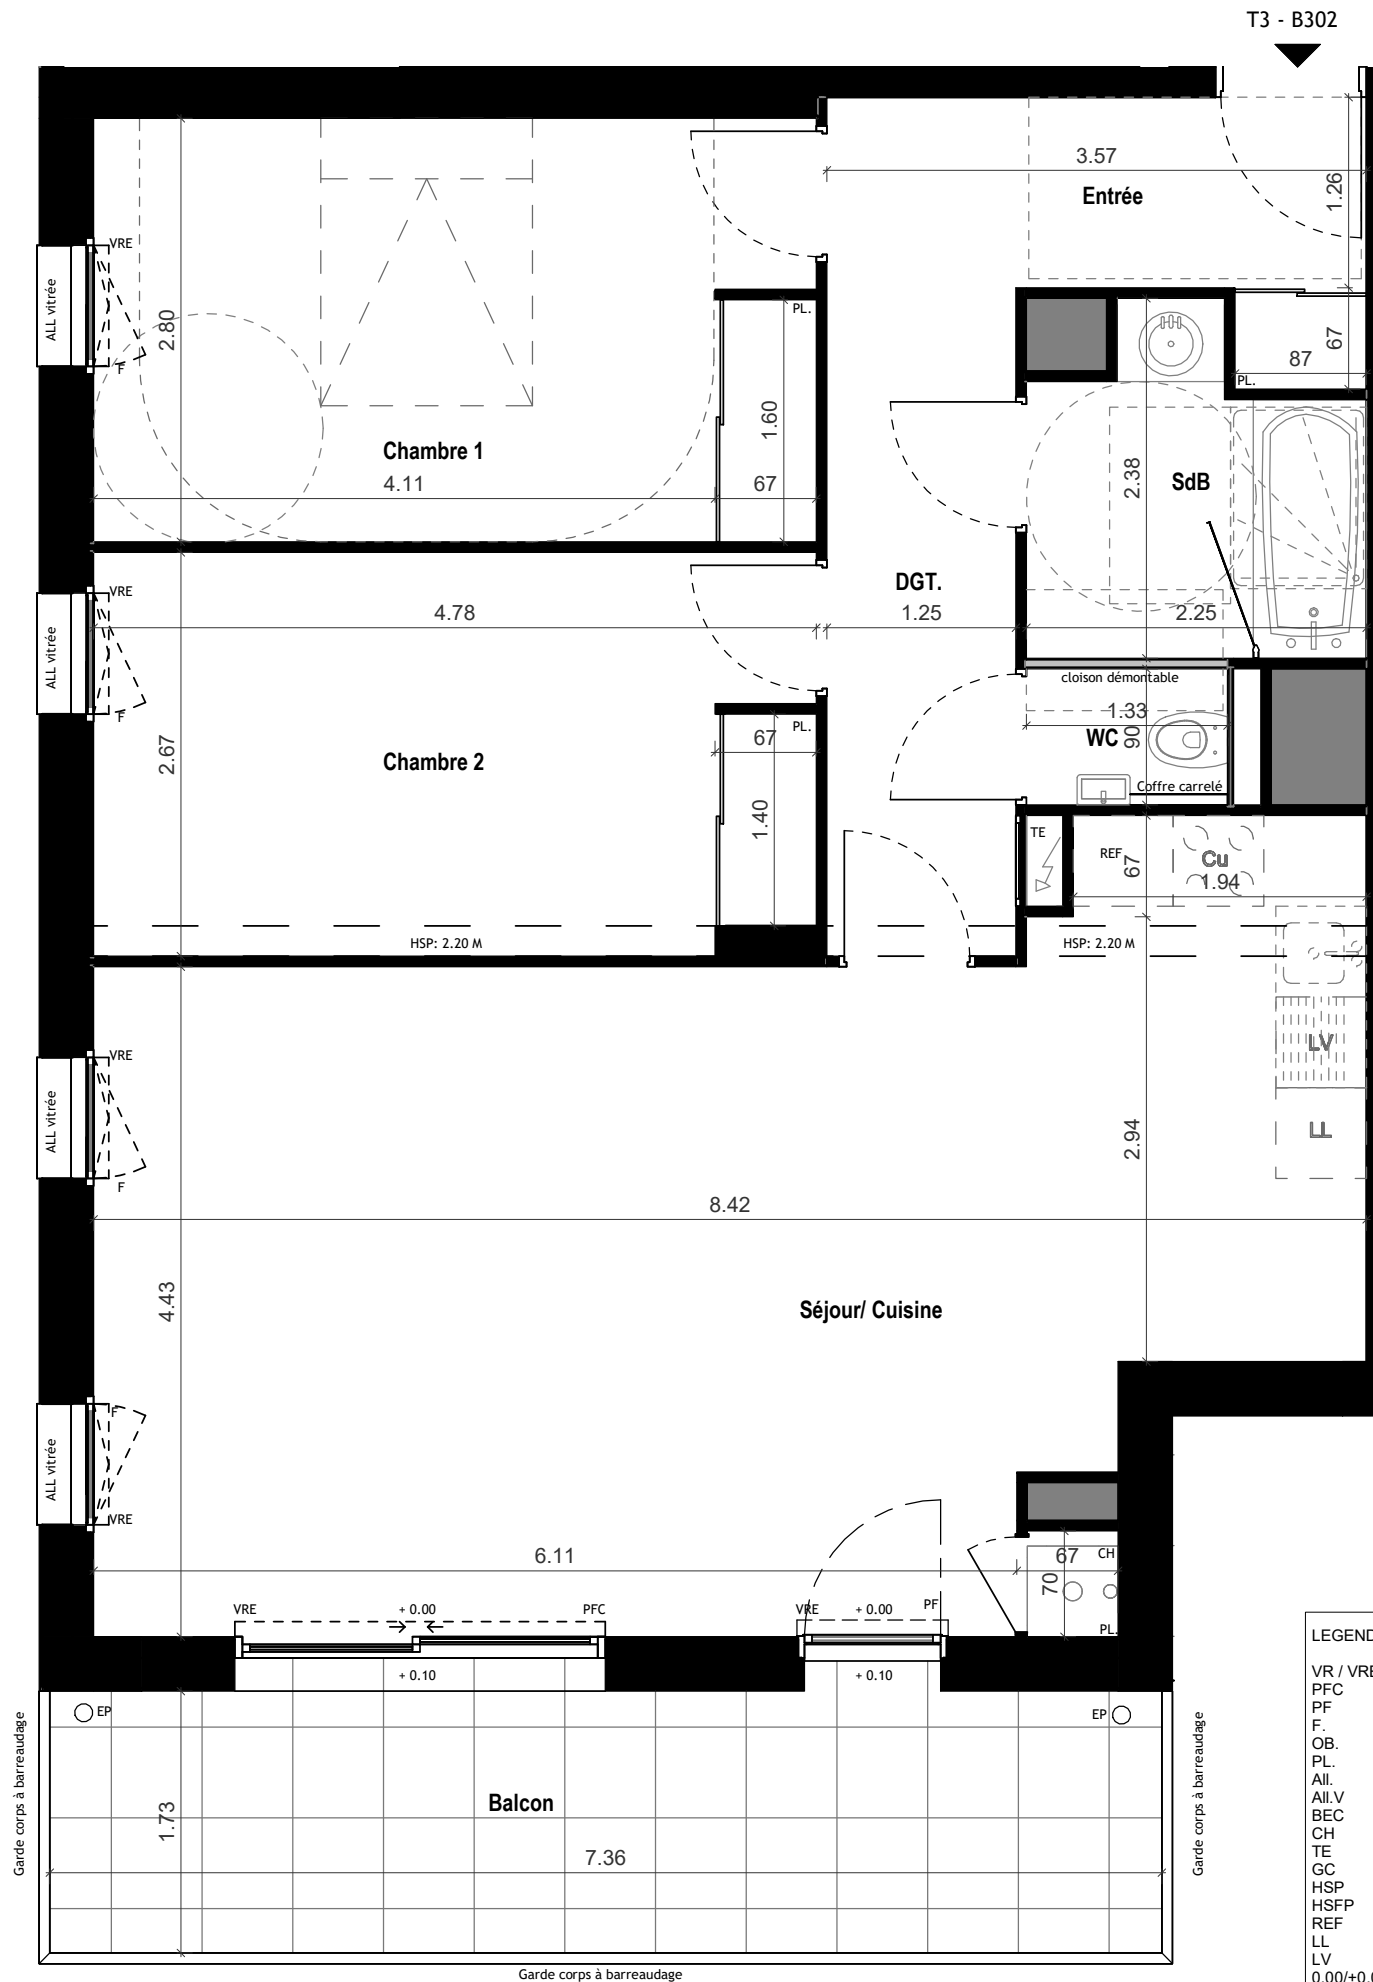 T3 - B302
3.57
Entrée
1.26
VRE
ALL vitrée
F
2.80
PL.
1.60
67
Chambre 1
4.11
67
87
PL.
2.38
SdB
VRE
ALL vitrée
F
4.78
DGT.
1.25
2.25
cloison démontable
1.33
WC
90
Coffre carrelé
2.67
Chambre 2
67
PL.
1.40
TE
REF
67
Cu
1.94
HSP: 2.20 M
HSP: 2.20 M
VRE
ALL vitrée
F
LV
LL
2.94
8.42
4.43
Séjour/ Cuisine
F
ALL vitrée
VRE
6.11
67
CH
70
PL.
VRE
+ 0.00
PFC
VRE
+ 0.00
PF
+ 0.10
+ 0.10
EP
EP
Garde corps à barreaudage
Garde corps à barreaudage
Balcon
1.73
7.36
Garde corps à barreaudage
LEGEND
VR / VRE
PFC
PF
F.
OB.
PL.
All.
All.V
BEC
CH
TE
GC
HSP
HSFP
REF
LL
LV